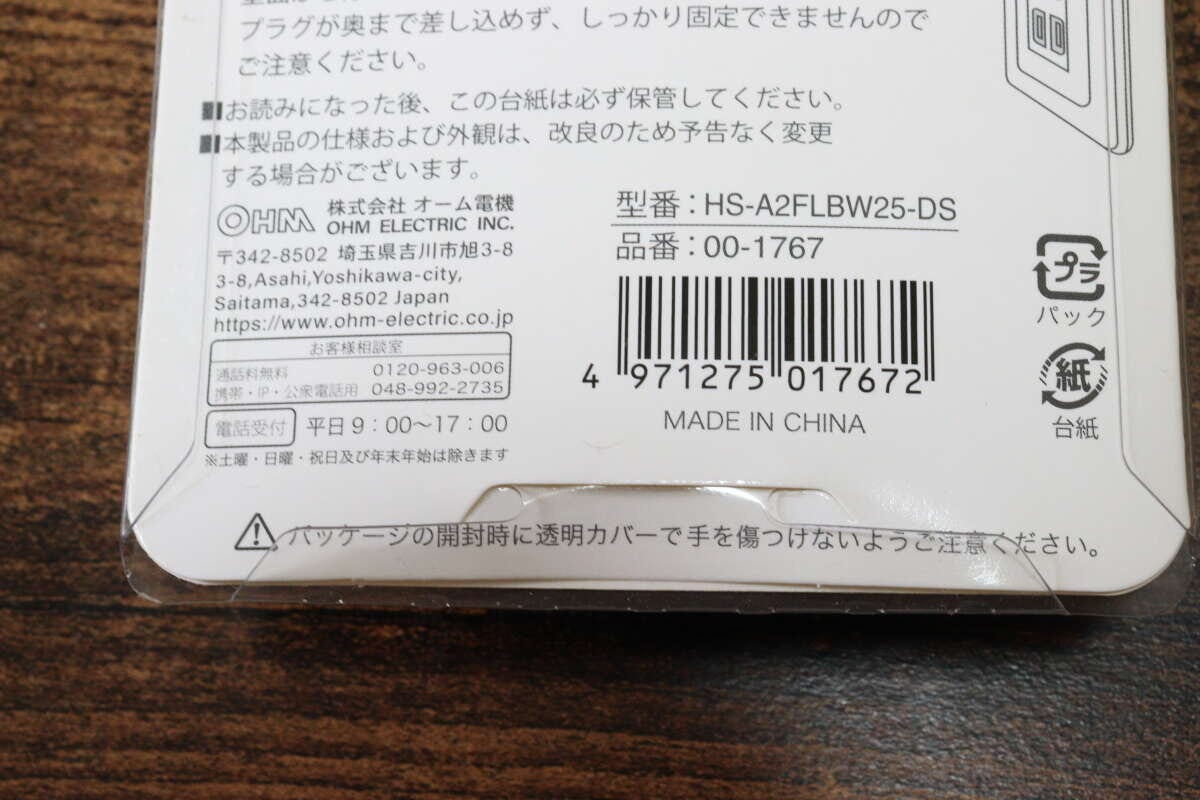 プラグが奥まで差し込めず、しっかり固定できませんので
ご注意ください。
■お読みになった後、この台紙は必ず保管してください。
■本製品の仕様および外観は、改良のため予告なく変更
する場合がございます。
OHM 株式会社 オーム電機
OHM ELECTRIC INC.
〒342-8502 埼玉県吉川市旭3-8
3-8,Asahi,Yoshikawa-city,
Saitama,342-8502 Japan
https://www.ohm-electric.co.jp
お客様相談室
通話料無料 0120-963-006
携帯・IP・公衆電話用 048-992-2735
電話受付 平日 9:00～17:00
※土曜・日曜・祝日及び年末年始は除きます
型番：HS-A2FLBW25-DS
品番：00-1767
4 971275 017672
MADE IN CHINA
プラ
パック
紙
台紙
パッケージの開封時に透明カバーで手を傷つけないようご注意ください。